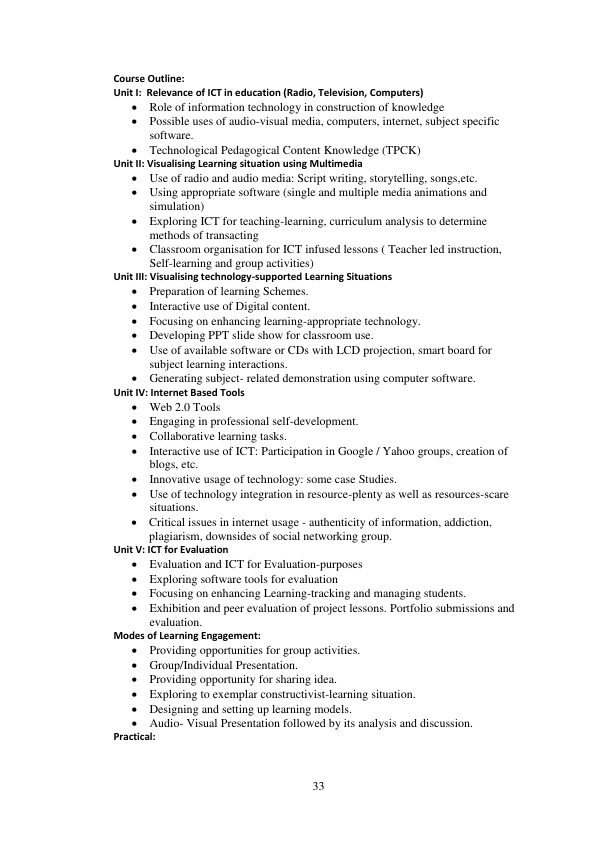 Course Outline:
Unit I:  Relevance of ICT in education (Radio, Television, Computers)
• Role of information technology in construction of knowledge
• Possible uses of audio-visual media, computers, internet, subject specific
software.
• Technological Pedagogical Content Knowledge (TPCK)
Unit II: Visualising Learning situation using Multimedia
• Use of radio and audio media: Script writing, storytelling, songs,etc.
• Using appropriate software (single and multiple media animations and
simulation)
• Exploring ICT for teaching-learning, curriculum analysis to determine
methods of transacting
• Classroom organisation for ICT infused lessons ( Teacher led instruction,
Self-learning and group activities)
Unit III: Visualising technology-supported Learning Situations
• Preparation of learning Schemes.
• Interactive use of Digital content.
• Focusing on enhancing learning-appropriate technology.
• Developing PPT slide show for classroom use.
• Use of available software or CDs with LCD projection, smart board for
subject learning interactions.
• Generating subject- related demonstration using computer software.
Unit IV: Internet Based Tools
• Web 2.0 Tools
• Engaging in professional self-development.
• Collaborative learning tasks.
• Interactive use of ICT: Participation in Google / Yahoo groups, creation of
blogs, etc.
• Innovative usage of technology: some case Studies.
• Use of technology integration in resource-plenty as well as resources-scare
situations.
• Critical issues in internet usage - authenticity of information, addiction,
plagiarism, downsides of social networking group.
Unit V: ICT for Evaluation
• Evaluation and ICT for Evaluation-purposes
• Exploring software tools for evaluation
• Focusing on enhancing Learning-tracking and managing students.
• Exhibition and peer evaluation of project lessons. Portfolio submissions and
evaluation.
Modes of Learning Engagement:
• Providing opportunities for group activities.
• Group/Individual Presentation.
• Providing opportunity for sharing idea.
• Exploring to exemplar constructivist-learning situation.
• Designing and setting up learning models.
• Audio- Visual Presentation followed by its analysis and discussion.
Practical:
33